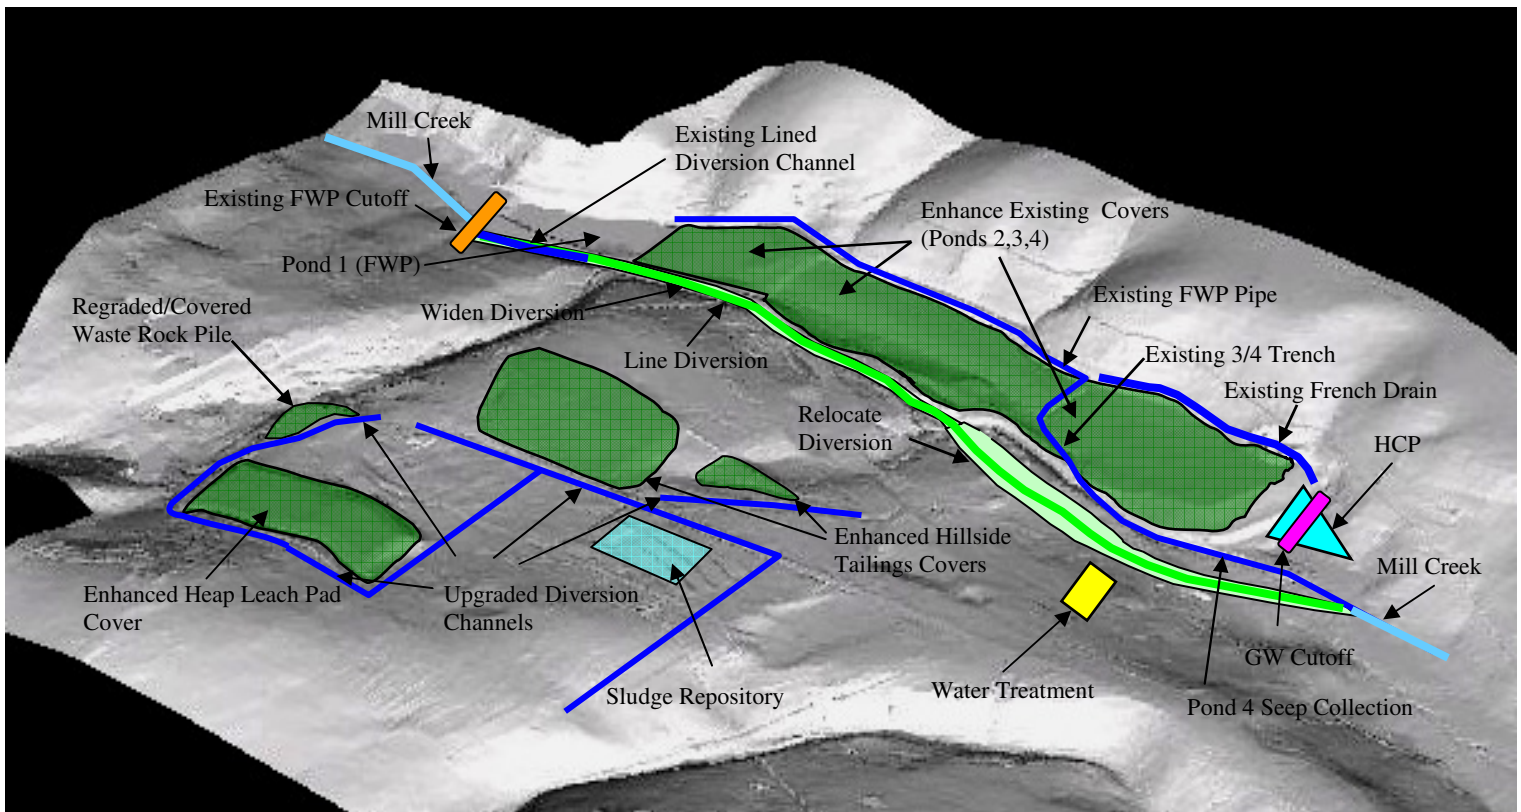 Mill Creek
Existing Lined
Diversion Channel
Existing FWP Cutoff
Enhance Existing Covers
(Ponds 2,3,4)
Pond 1 (FWP)
Existing FWP Pipe
Regraded/Covered
Waste Rock Pile
Widen Diversion
Line Diversion
Existing 3/4 Trench
Existing French Drain
Relocate
Diversion
HCP
Enhanced Hillside
Tailings Covers
Mill Creek
Enhanced Heap Leach Pad
Cover
Upgraded Diversion
Channels
GW Cutoff
Sludge Repository
Water Treatment
Pond 4 Seep Collection